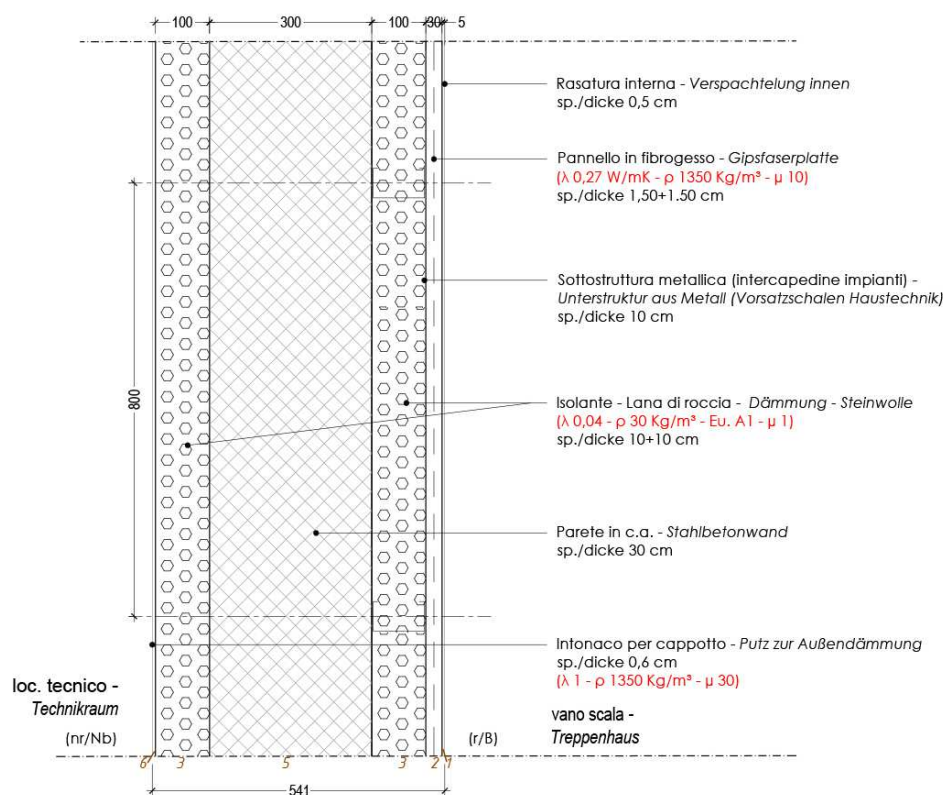 100 300 100 30 5
Rasatura interna - Verspachtelung innen
sp./dicke 0,5 cm
Pannello in fibrogesso - Gipsfaserplatte
(λ 0,27 W/mK - ρ 1350 Kg/m³ - µ 10)
sp./dicke 1,50+1.50 cm
Sottostruttura metallica (intercapedine impianti) -
Unterstruktur aus Metall (Vorsatzschalen Haustechnik)
sp./dicke 10 cm
800
Isolante - Lana di roccia - Dämmung - Steinwolle
(λ 0,04 - ρ 30 Kg/m³ - Eu. A1 - µ 1)
sp./dicke 10+10 cm
Parete in c.a. - Stahlbetonwand
sp./dicke 30 cm
Intonaco per cappotto - Putz zur Außendämmung
sp./dicke 0,6 cm
(λ 1 - ρ 1350 Kg/m³ - µ 30)
loc. tecnico -
Technikraum
(nr/Nb)
vano scala -
Treppenhaus
(r/B)
6 3 5 3 2 1
541